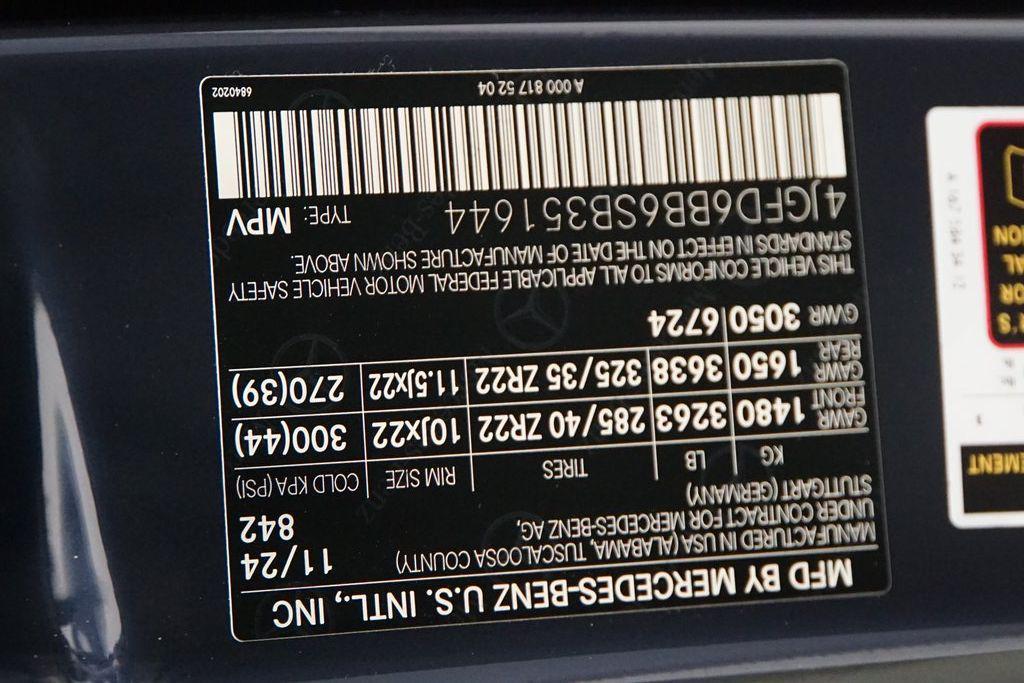 MFD BY MERCEDES-BENZ U.S. INTL., INC
MANUFACTURED IN USA (ALABAMA, TUSCALOOSA COUNTY) 11/24
UNDER CONTRACT FOR MERCEDES-BENZ AG, 842
STUTTGART (GERMANY)
KG LB TIRES RIM SIZE COLD KPA (PSI)
GAWR FRONT 1480 3263 285/40 ZR22 10Jx22 300(44)
GAWR REAR 1650 3638 325/35 ZR22 11.5Jx22 270(39)
GVWR 3050 6724
THIS VEHICLE CONFORMS TO ALL APPLICABLE FEDERAL MOTOR VEHICLE SAFETY
STANDARDS IN EFFECT ON THE DATE OF MANUFACTURE SHOWN ABOVE.
4JGFD6BB6SB351644 TYPE: MPV
A 000 817 52 04 6840202
EMENT